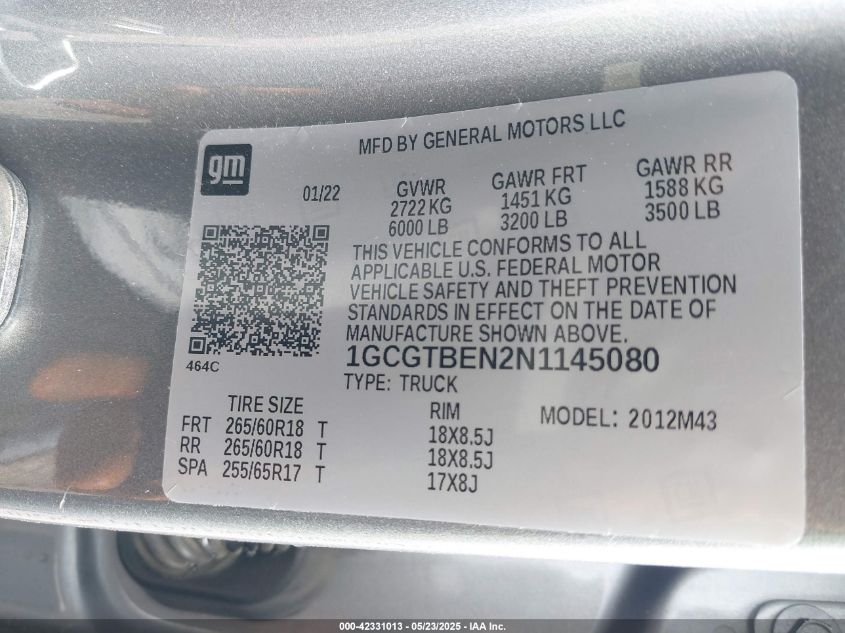 gm
MFD BY GENERAL MOTORS LLC
01/22
GVWR
2722 KG
6000 LB
GAWR FRT
1451 KG
3200 LB
GAWR RR
1588 KG
3500 LB
THIS VEHICLE CONFORMS TO ALL
APPLICABLE U.S. FEDERAL MOTOR
VEHICLE SAFETY AND THEFT PREVENTION
STANDARDS IN EFFECT ON THE DATE OF
MANUFACTURE SHOWN ABOVE.
464C
1GCGTBEN2N1145080
TYPE: TRUCK
TIRE SIZE RIM MODEL: 2012M43
FRT 265/60R18 T 18X8.5J
RR 265/60R18 T 18X8.5J
SPA 255/65R17 T 17X8J
000-42331013 - 05/23/2025 - IAA Inc.